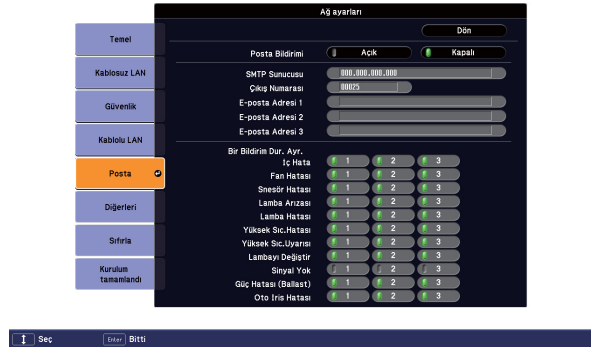 Ağ ayarları
Temel
Kablosuz LAN
Güvenlik
Kablolu LAN
Posta
Diğerleri
Sıfırla
Kurulum
tamamlandı
Dön
Posta Bildirimi Açık Kapalı
SMTP Sunucusu 000.000.000.000
Çıkış Numarası 00025
E-posta Adresi 1
E-posta Adresi 2
E-posta Adresi 3
Bir Bildirim Dur. Ayr.
Iç Hata 1 2 3
Fan Hatası 1 2 3
Snesör Hatası 1 2 3
Lamba Arızası 1 2 3
Lamba Hatası 1 2 3
Yüksek Sıc.Hatası 1 2 3
Yüksek Sıc.Uyarısı 1 2 3
Lambayı Değiştir 1 2 3
Sinyal Yok 1 2 3
Güç Hatası (Ballast) 1 2 3
Oto Iris Hatası 1 2 3
Seç Enter Bitti